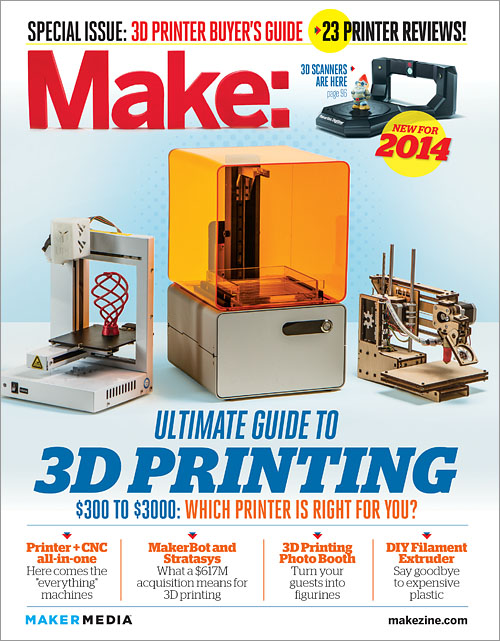 SPECIAL ISSUE: 3D PRINTER BUYER'S GUIDE 23 PRINTER REVIEWS!
Make:
3D SCANNERS
ARE HERE
page 96
NEW FOR
2014
ULTIMATE GUIDE TO
3D PRINTING
$300 TO $3000: WHICH PRINTER IS RIGHT FOR YOU?
Printer + CNC
all-in-one
Here comes the
"everything"
machines
MakerBot and
Stratasys
What a $617M
acquisition means for
3D printing
3D Printing
Photo Booth
Turn your
guests into
figurines
DIY Filament
Extruder
Say goodbye
to expensive
plastic
MAKERMEDIA
makezine.com